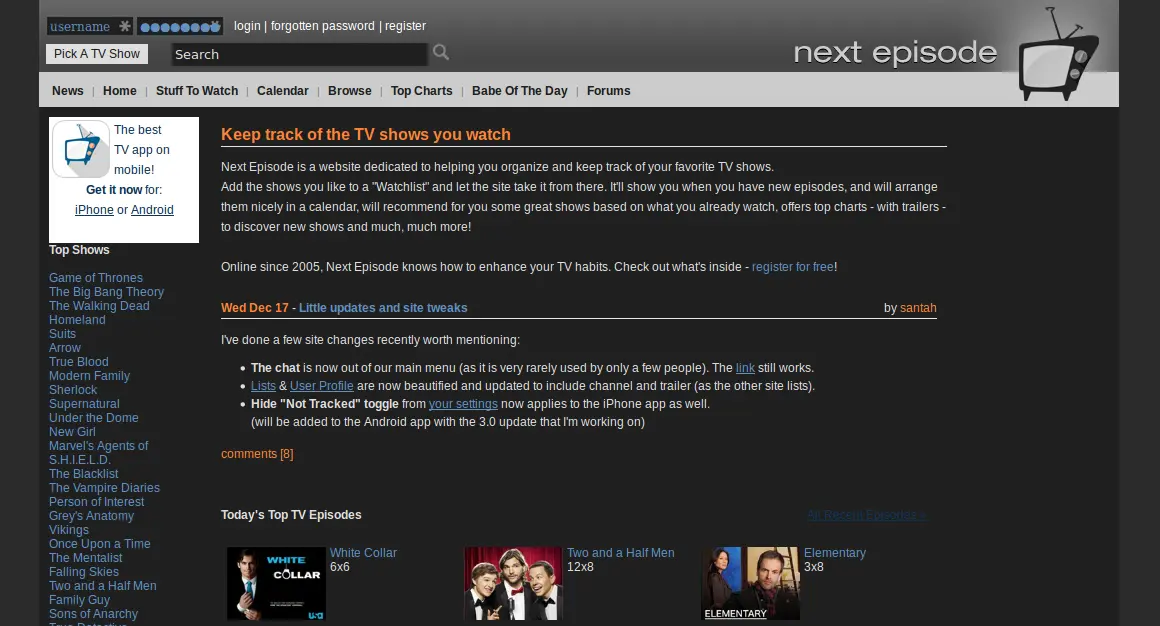 username
login | forgotten password | register
Pick A TV Show
Search
next episode
News | Home | Stuff To Watch | Calendar | Browse | Top Charts | Babe Of The Day | Forums
The best
TV app on
mobile!
Get it now for:
iPhone or Android
Top Shows
Game of Thrones
The Big Bang Theory
The Walking Dead
Homeland
Suits
Arrow
True Blood
Modern Family
Sherlock
Supernatural
Under the Dome
New Girl
Marvel's Agents of
S.H.I.E.L.D.
The Blacklist
The Vampire Diaries
Person of Interest
Grey's Anatomy
Vikings
Once Upon a Time
The Mentalist
Falling Skies
Two and a Half Men
Family Guy
Sons of Anarchy
True Detective
Keep track of the TV shows you watch
Next Episode is a website dedicated to helping you organize and keep track of your favorite TV shows.
Add the shows you like to a "Watchlist" and let the site take it from there. It'll show you when you have new episodes, and will arrange
them nicely in a calendar, will recommend for you some great shows based on what you already watch, offers top charts - with trailers -
to discover new shows and much, much more!
Online since 2005, Next Episode knows how to enhance your TV habits. Check out what's inside - register for free!
Wed Dec 17 - Little updates and site tweaks by santah
I've done a few site changes recently worth mentioning:
• The chat is now out of our main menu (as it is very rarely used by only a few people). The link still works.
• Lists & User Profile are now beautified and updated to include channel and trailer (as the other site lists).
• Hide "Not Tracked" toggle from your settings now applies to the iPhone app as well.
(will be added to the Android app with the 3.0 update that I'm working on)
comments [8]
Today's Top TV Episodes
All Recent Episodes »
WHITE
COLLAR
USA
White Collar
6x6
Two and a Half Men
12x8
ELEMENTARY
Elementary
3x8